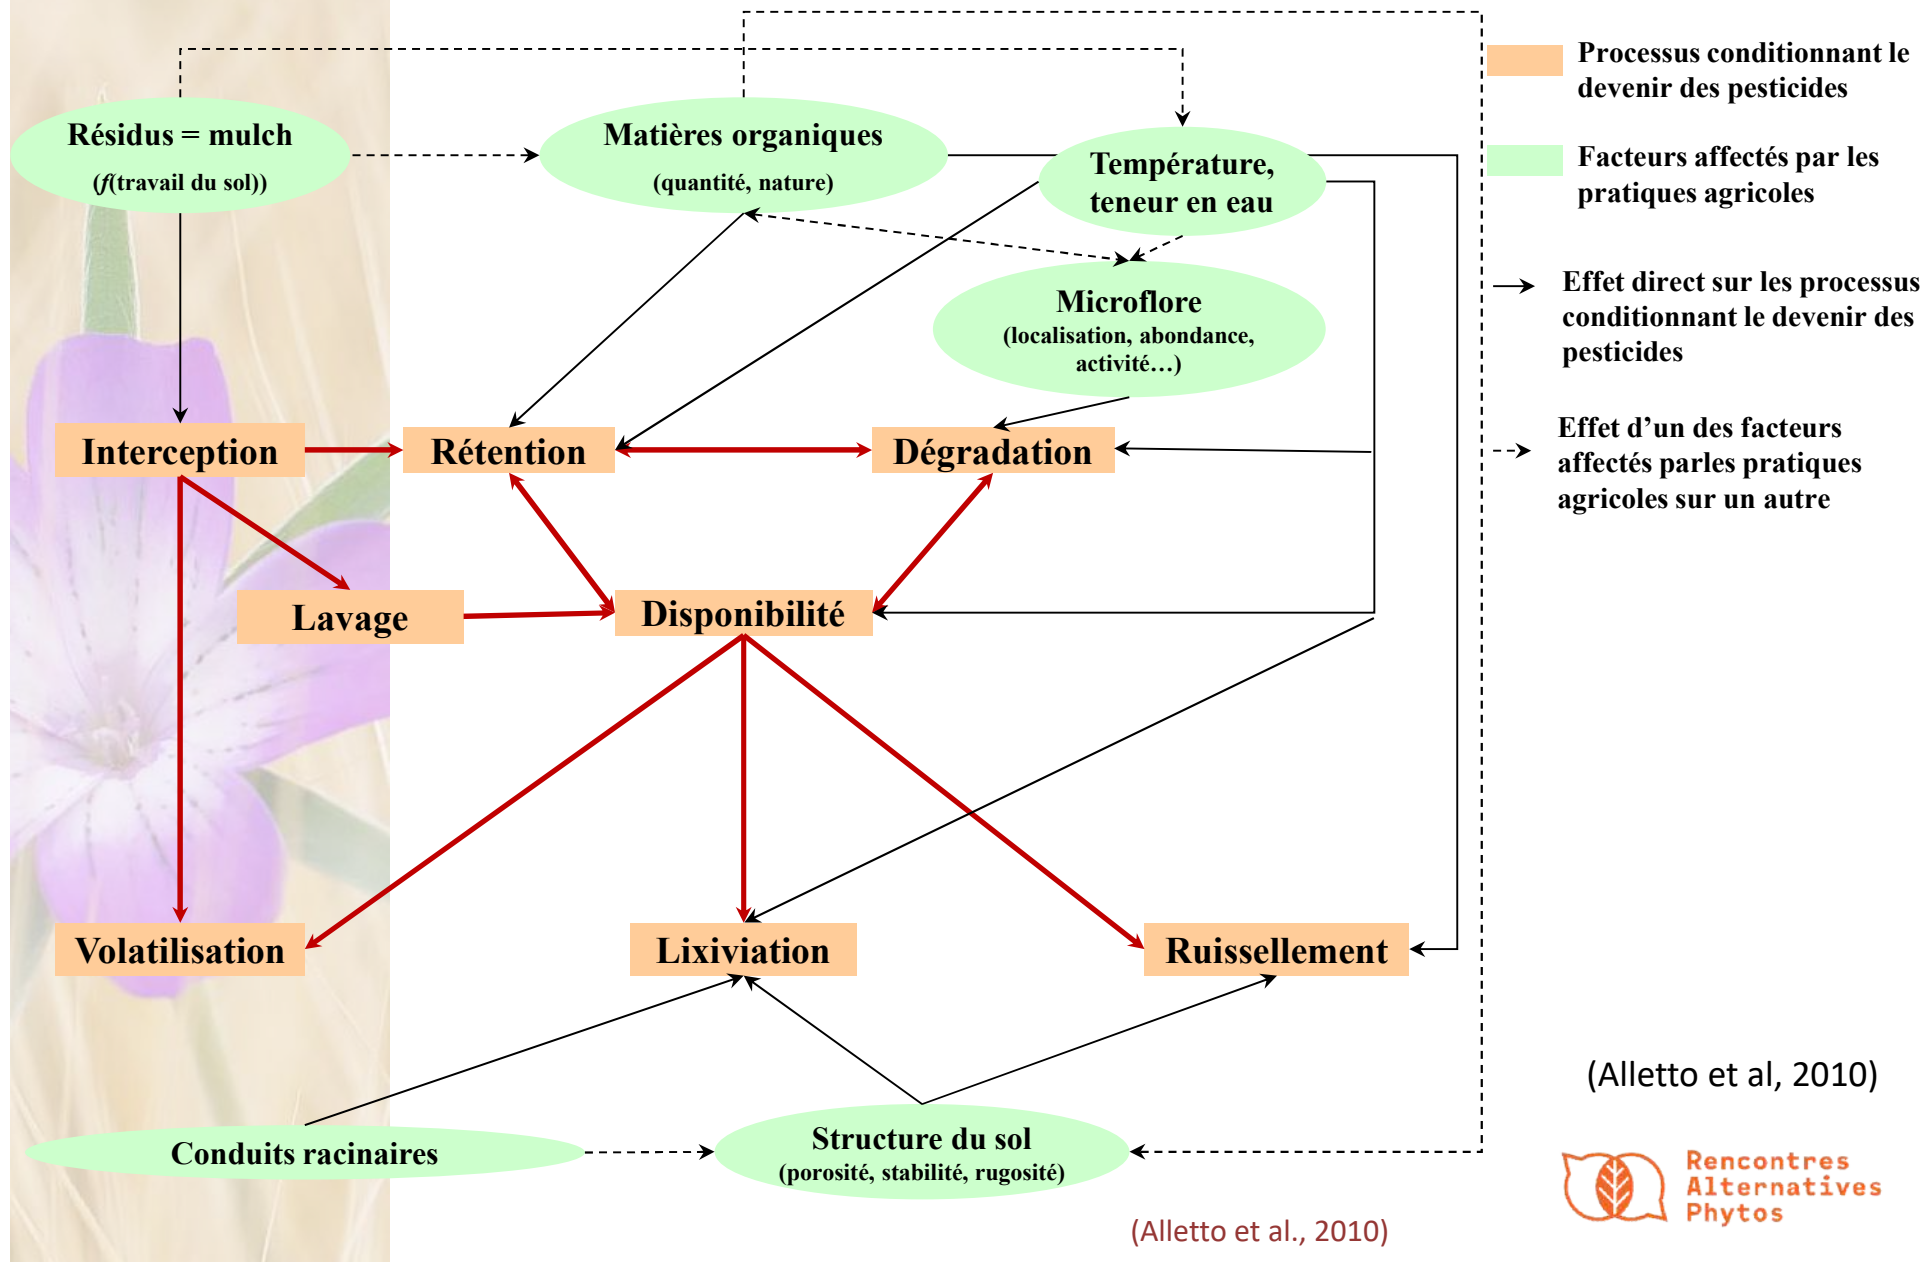 Résidus = mulch
(f(travail du sol))
Matières organiques
(quantité, nature)
Température,
teneur en eau
Microflore
(localisation, abondance,
activité…)
Interception
Rétention
Dégradation
Lavage
Disponibilité
Volatilisation
Lixiviation
Ruissellement
Conduits racinaires
Structure du sol
(porosité, stabilité, rugosité)
(Alletto et al., 2010)
Processus conditionnant le
devenir des pesticides
Facteurs affectés par les
pratiques agricoles
Effet direct sur les processus
conditionnant le devenir des
pesticides
Effet d’un des facteurs
affectés parles pratiques
agricoles sur un autre
(Alletto et al, 2010)
Rencontres
Alternatives
Phytos